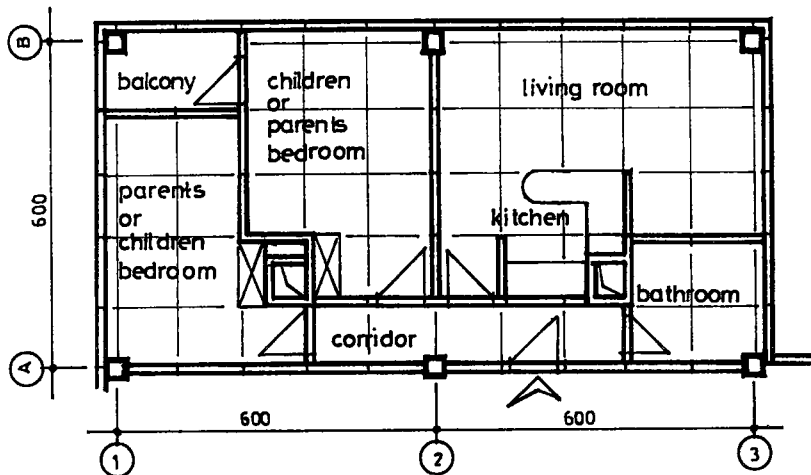 B
balcony
children
or
parents
bedroom
living room
parents
or
children
bedroom
kitchen
600
bathroom
corridor
A
600
600
1
2
3